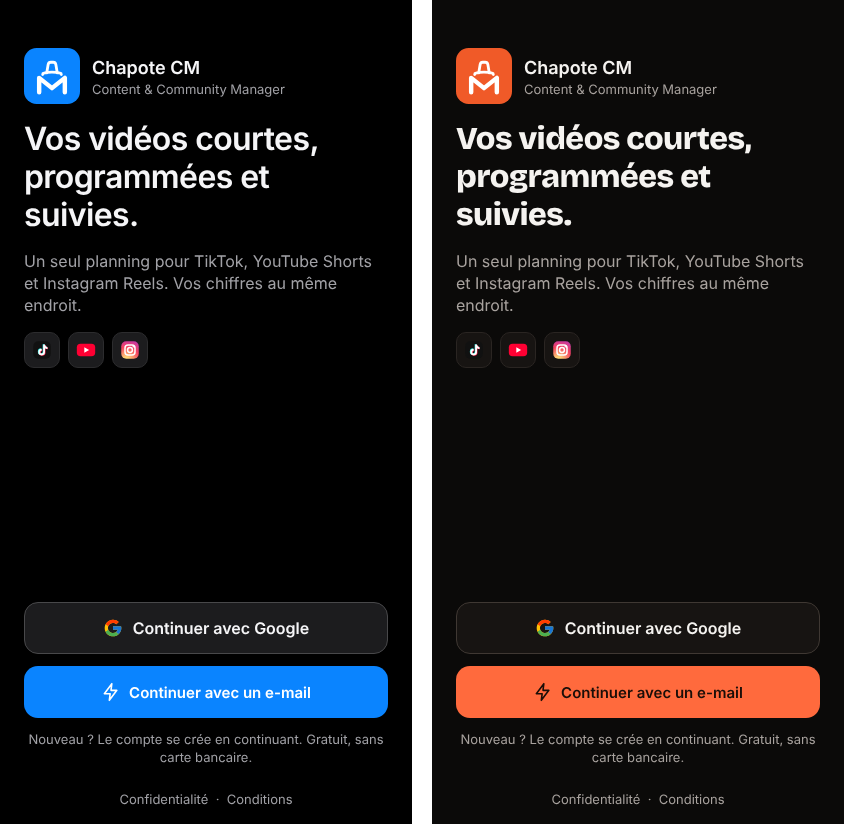 Chapote CM
Content & Community Manager
Vos vidéos courtes,
programmées et
suivies.
Un seul planning pour TikTok, YouTube Shorts
et Instagram Reels. Vos chiffres au même
endroit.
Continuer avec Google
Continuer avec un e-mail
Nouveau ? Le compte se crée en continuant. Gratuit, sans
carte bancaire.
Confidentialité · Conditions
Chapote CM
Content & Community Manager
Vos vidéos courtes,
programmées et
suivies.
Un seul planning pour TikTok, YouTube Shorts
et Instagram Reels. Vos chiffres au même
endroit.
Continuer avec Google
Continuer avec un e-mail
Nouveau ? Le compte se crée en continuant. Gratuit, sans
carte bancaire.
Confidentialité · Conditions